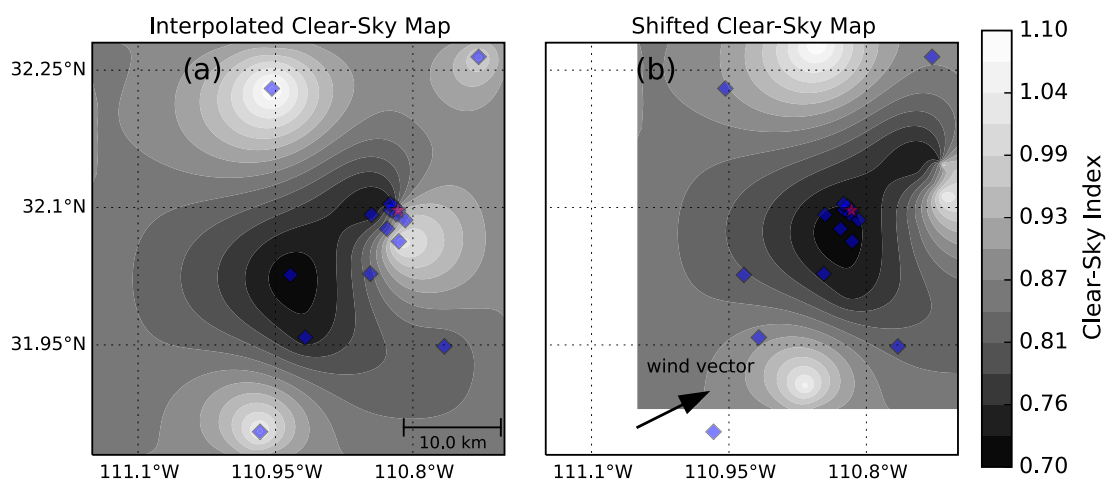 Interpolated Clear-Sky Map
Shifted Clear-Sky Map
(a)
(b)
32.25°N
32.1°N
31.95°N
111.1°W
110.95°W
110.8°W
10.0 km
wind vector
111.1°W
110.95°W
110.8°W
1.10
1.04
0.99
0.93
0.87
0.81
0.76
0.70
Clear-Sky Index